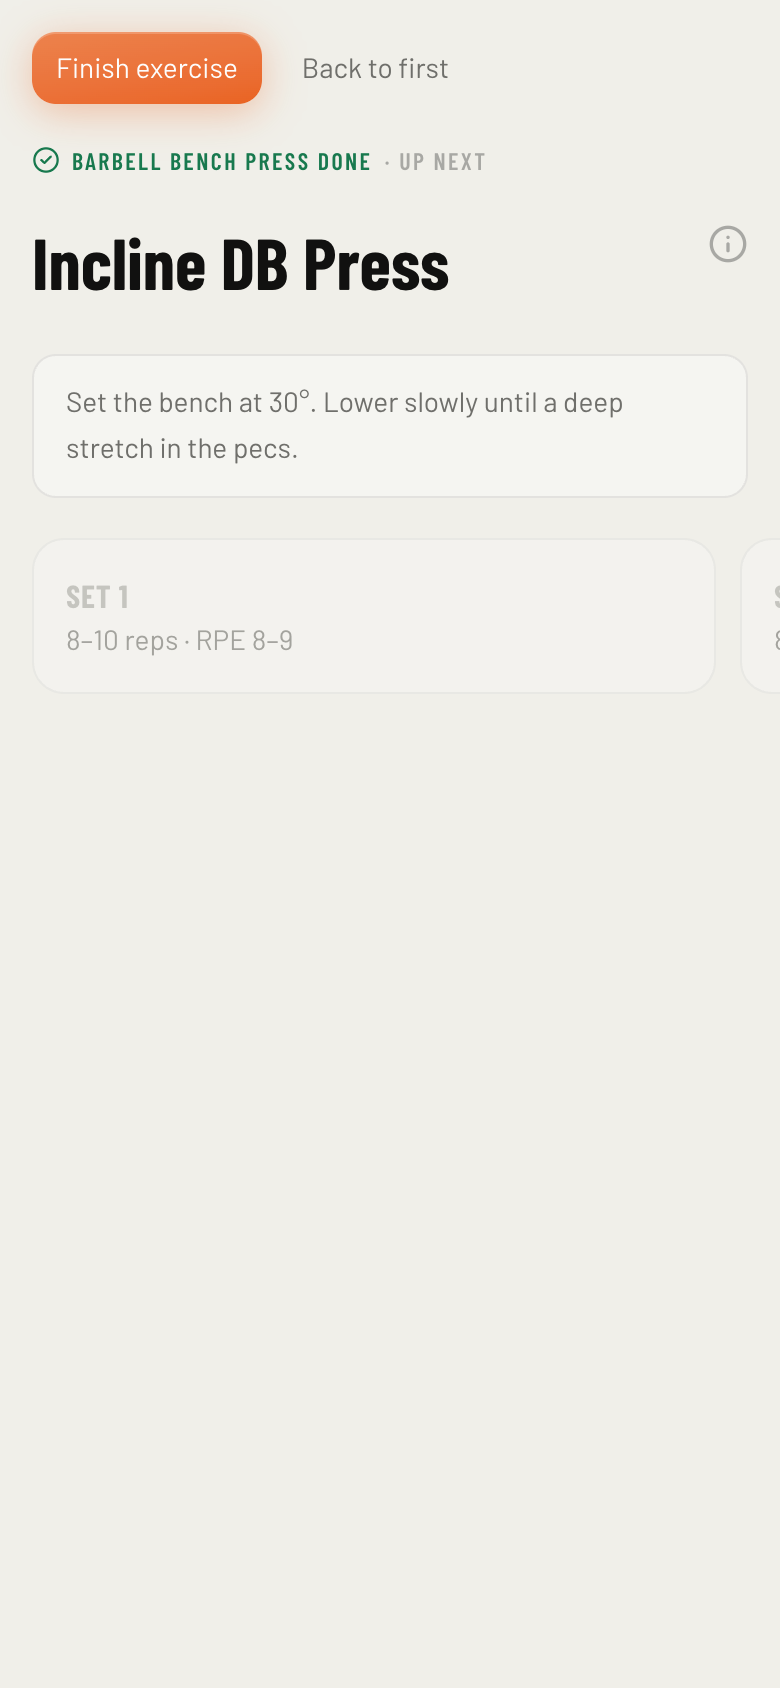 Finish exercise
Back to first
BARBELL BENCH PRESS DONE · UP NEXT
Incline DB Press
Set the bench at 30°. Lower slowly until a deep
stretch in the pecs.
SET 1
8–10 reps · RPE 8–9